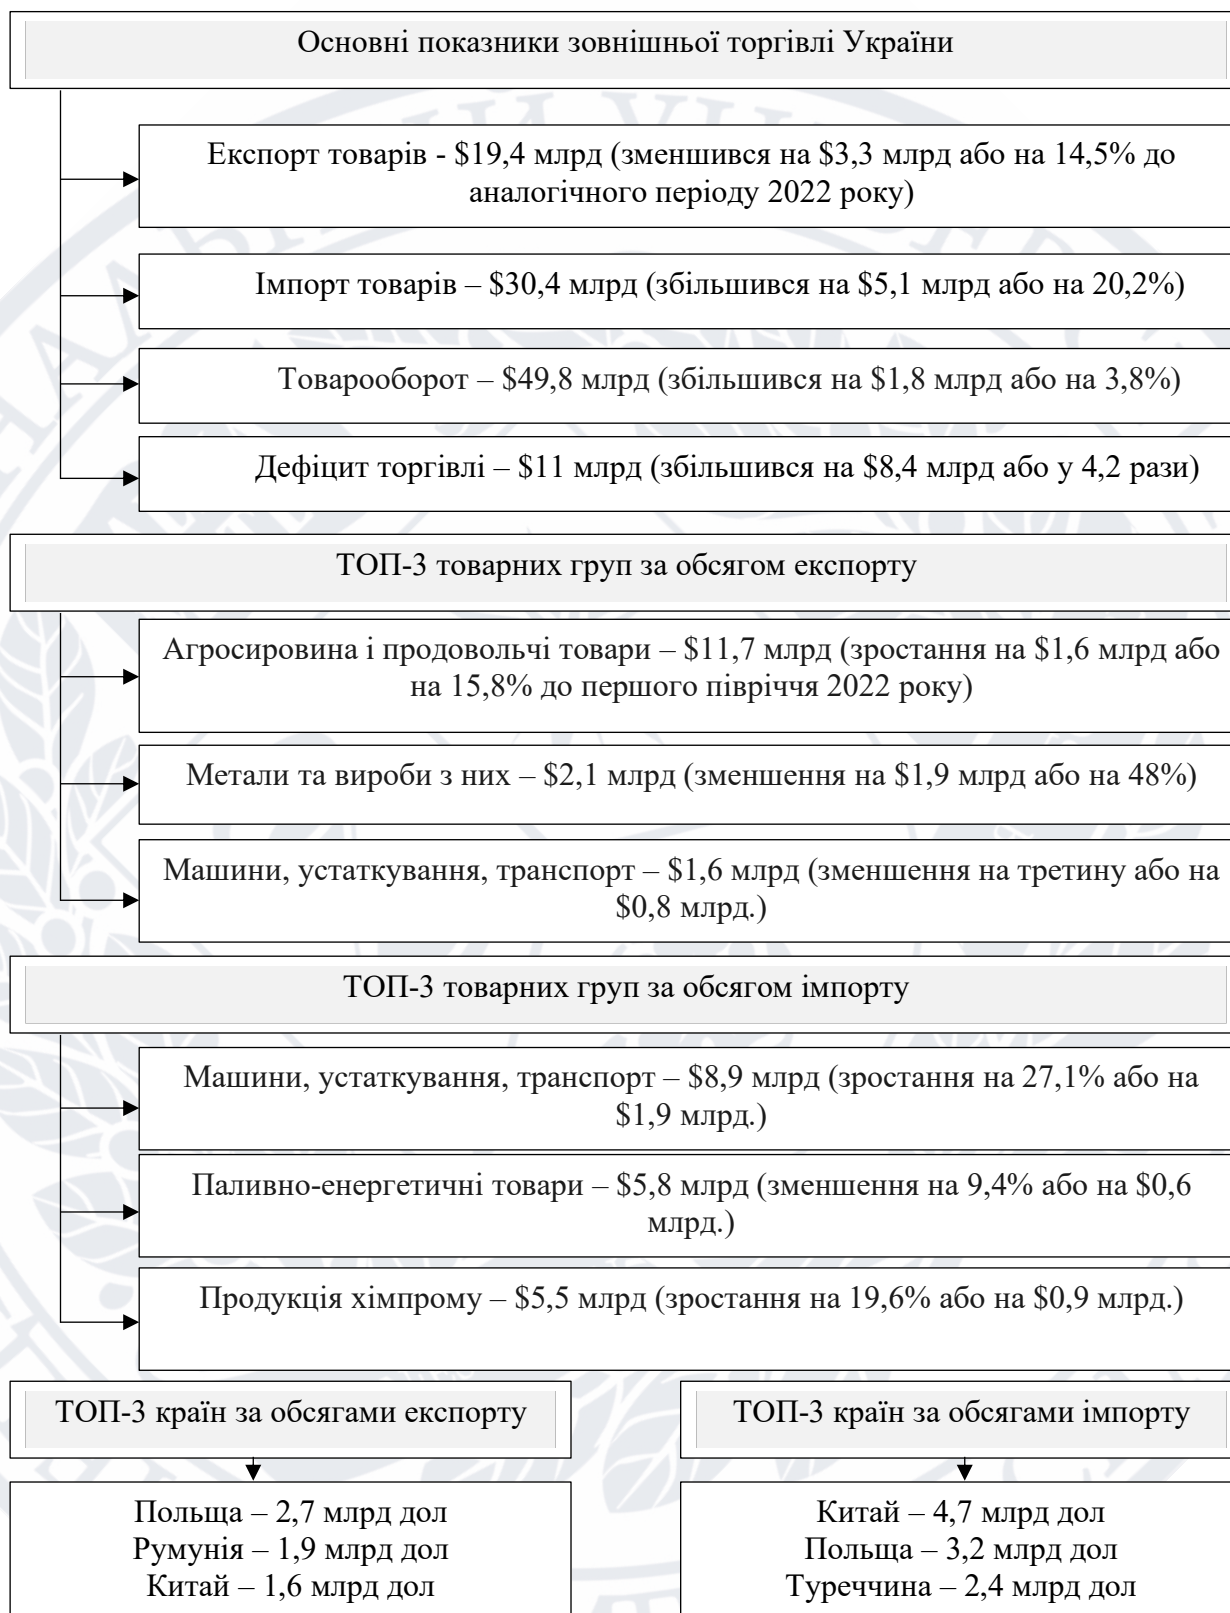 Основні показники зовнішньої торгівлі України
Експорт товарів - $19,4 млрд (зменшився на $3,3 млрд або на 14,5% до
аналогічного періоду 2022 року)
Імпорт товарів – $30,4 млрд (збільшився на $5,1 млрд або на 20,2%)
Товарооборот – $49,8 млрд (збільшився на $1,8 млрд або на 3,8%)
Дефіцит торгівлі – $11 млрд (збільшився на $8,4 млрд або у 4,2 рази)
ТОП-3 товарних груп за обсягом експорту
Агросировина і продовольчі товари – $11,7 млрд (зростання на $1,6 млрд або
на 15,8% до першого півріччя 2022 року)
Метали та вироби з них – $2,1 млрд (зменшення на $1,9 млрд або на 48%)
Машини, устаткування, транспорт – $1,6 млрд (зменшення на третину або на
$0,8 млрд.)
ТОП-3 товарних груп за обсягом імпорту
Машини, устаткування, транспорт – $8,9 млрд (зростання на 27,1% або на
$1,9 млрд.)
Паливно-енергетичні товари – $5,8 млрд (зменшення на 9,4% або на $0,6
млрд.)
Продукція хімпрому – $5,5 млрд (зростання на 19,6% або на $0,9 млрд.)
ТОП-3 країн за обсягами експорту
Польща – 2,7 млрд дол
Румунія – 1,9 млрд дол
Китай – 1,6 млрд дол
ТОП-3 країн за обсягами імпорту
Китай – 4,7 млрд дол
Польща – 3,2 млрд дол
Туреччина – 2,4 млрд дол